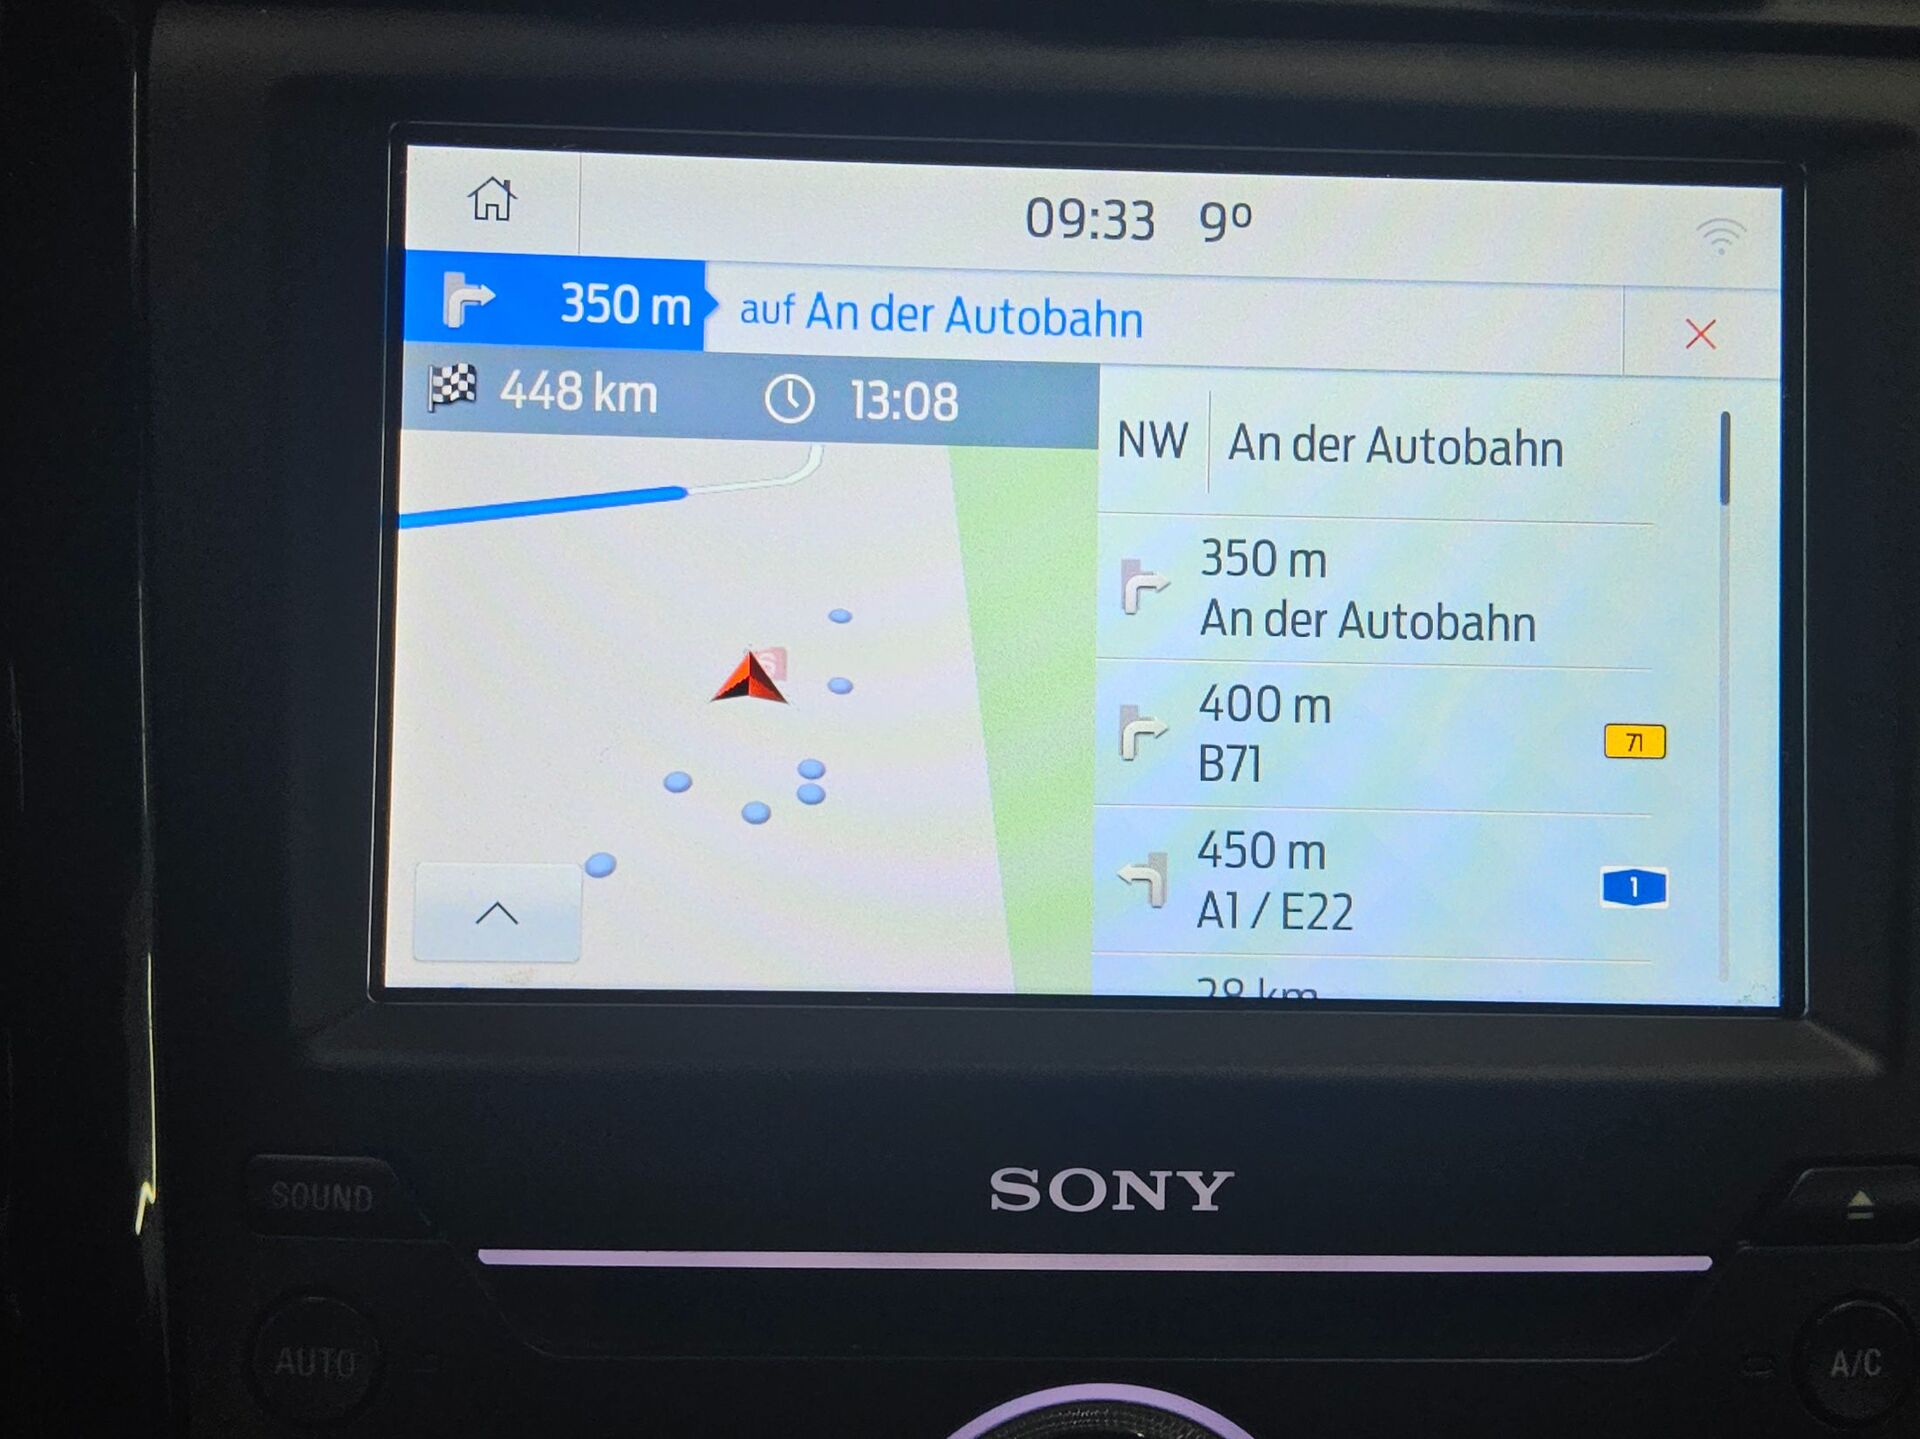 09:33 9°
350 m auf An der Autobahn
448 km 13:08
NW An der Autobahn
350 m
An der Autobahn
400 m
B71
71
450 m
A1 / E22
1
SONY
SOUND
AUTO
A/C